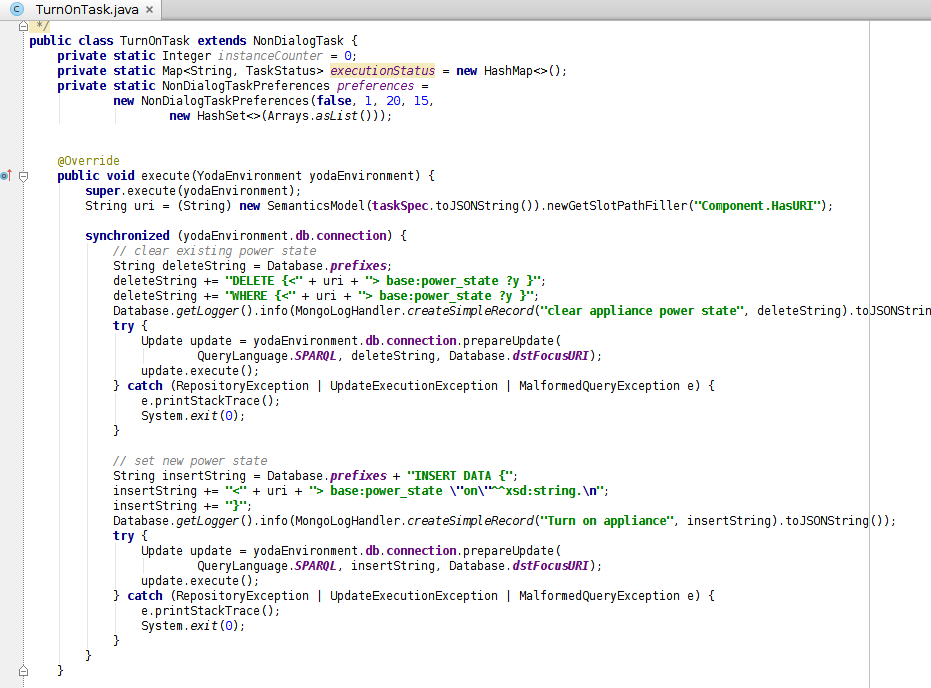 TurnOnTask.java
*/
public class TurnOnTask extends NonDialogTask {
    private static Integer instanceCounter = 0;
    private static Map<String, TaskStatus> executionStatus = new HashMap<>();
    private static NonDialogTaskPreferences preferences =
            new NonDialogTaskPreferences(false, 1, 20, 15,
                    new HashSet<>(Arrays.asList()));
    @Override
    public void execute(YodaEnvironment yodaEnvironment) {
        super.execute(yodaEnvironment);
        String uri = (String) new SemanticsModel(taskSpec.toJSONString()).newGetSlotPathFiller("Component.HasURI");
        synchronized (yodaEnvironment.db.connection) {
            // clear existing power state
            String deleteString = Database.prefixes;
            deleteString += "DELETE {<" + uri + "> base:power_state ?y }";
            deleteString += "WHERE {<" + uri + "> base:power_state ?y }";
            Database.getLogger().info(MongoLogHandler.createSimpleRecord("clear appliance power state", deleteString).toJSONStrin
            try {
                Update update = yodaEnvironment.db.connection.prepareUpdate(
                        QueryLanguage.SPARQL, deleteString, Database.dstFocusURI);
                update.execute();
            } catch (RepositoryException | UpdateExecutionException | MalformedQueryException e) {
                e.printStackTrace();
                System.exit(0);
            }
            // set new power state
            String insertString = Database.prefixes + "INSERT DATA {";
            insertString += "<" + uri + "> base:power_state \"on\"^^xsd:string.\n";
            insertString += "}";
            Database.getLogger().info(MongoLogHandler.createSimpleRecord("Turn on appliance", insertString).toJSONString());
            try {
                Update update = yodaEnvironment.db.connection.prepareUpdate(
                        QueryLanguage.SPARQL, insertString, Database.dstFocusURI);
                update.execute();
            } catch (RepositoryException | UpdateExecutionException | MalformedQueryException e) {
                e.printStackTrace();
                System.exit(0);
            }
        }
    }